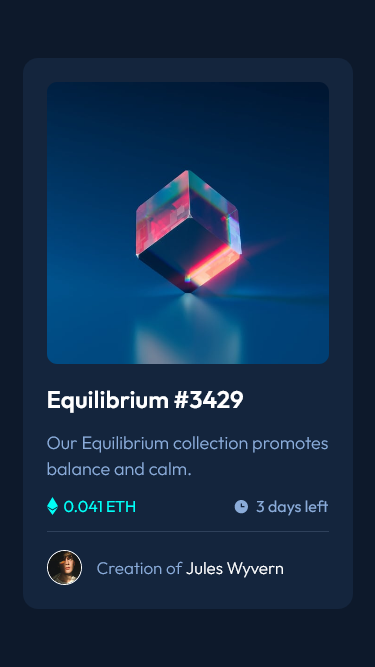 Equilibrium #3429
Our Equilibrium collection promotes
balance and calm.
0.041 ETH
3 days left
Creation of Jules Wyvern